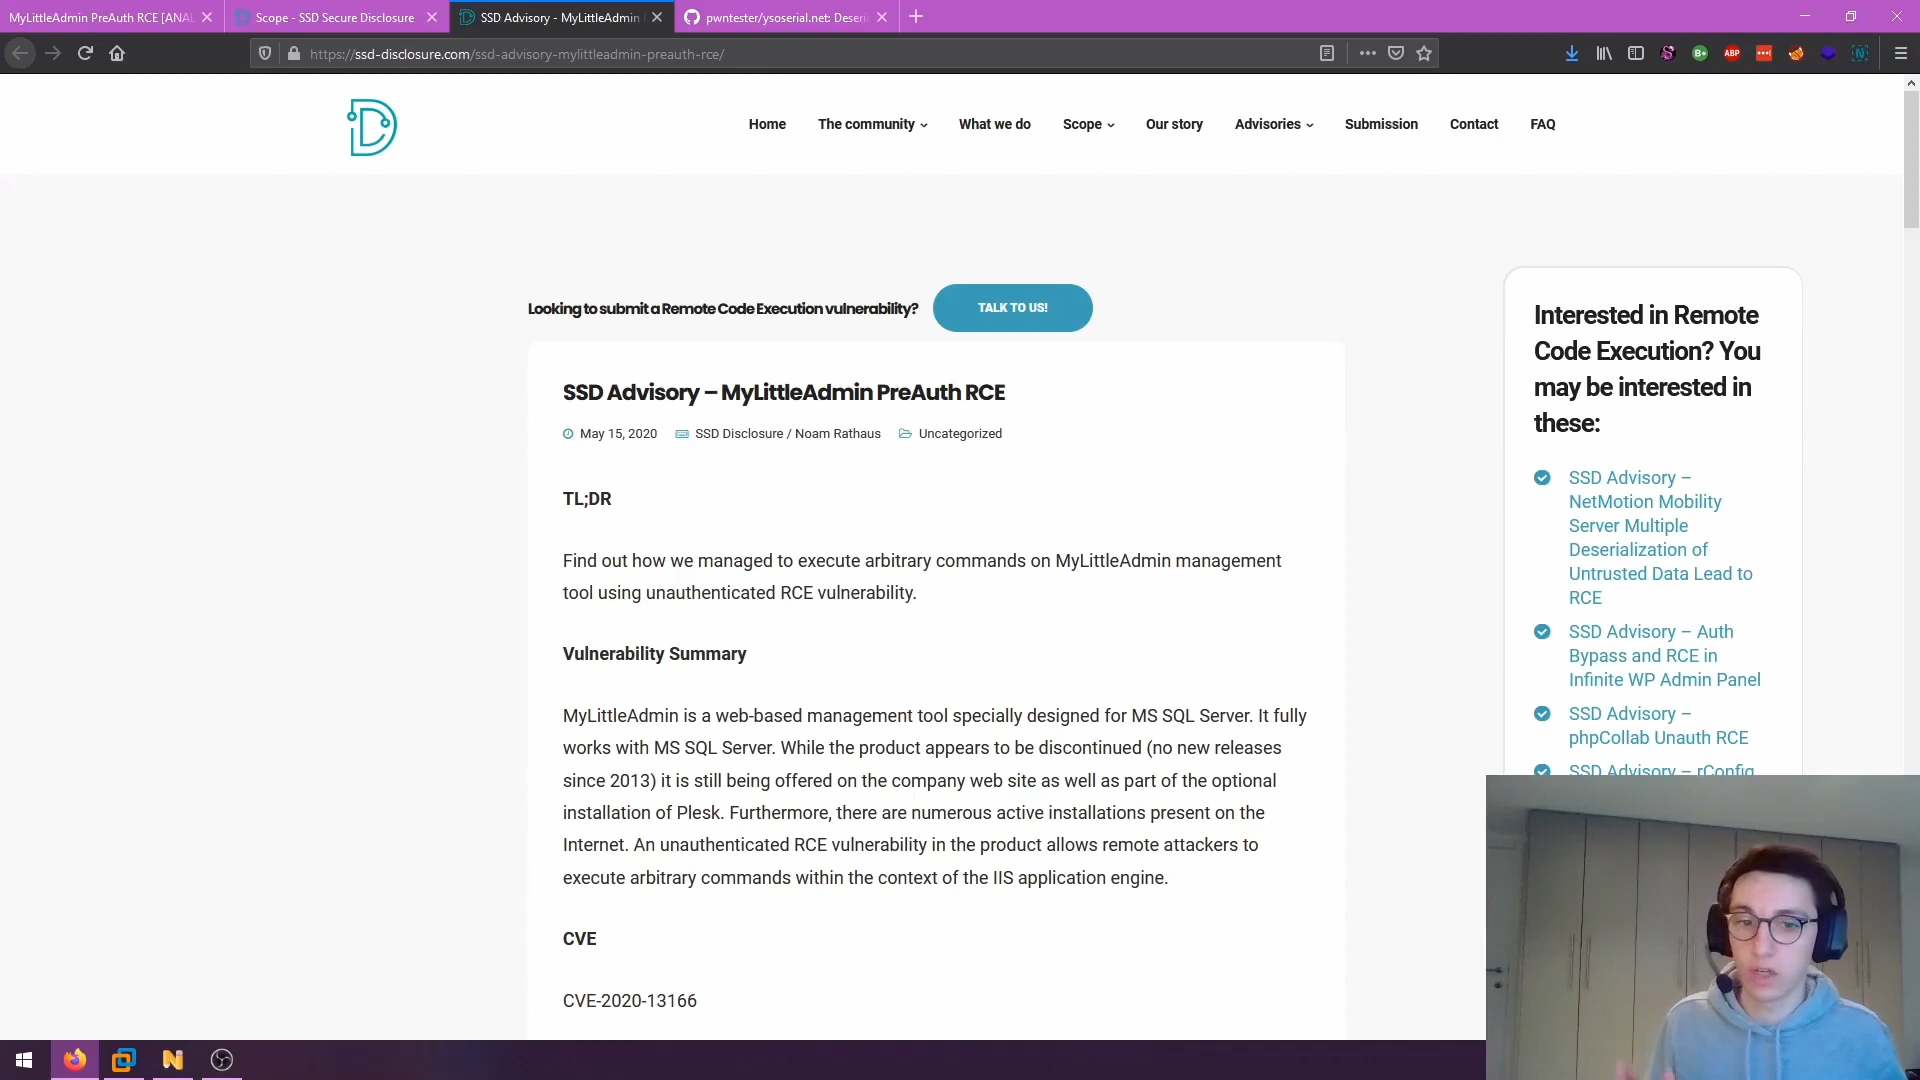 MyLittleAdmin PreAuth RCE [ANAL
Scope - SSD Secure Disclosure
SSD Advisory - MyLittleAdmin
pwntester/ysoserial.net: Deseria
https://ssd-disclosure.com/ssd-advisory-mylittleadmin-preauth-rce/
Home
The community
What we do
Scope
Our story
Advisories
Submission
Contact
FAQ
Looking to submit a Remote Code Execution vulnerability?
TALK TO US!
SSD Advisory – MyLittleAdmin PreAuth RCE
May 15, 2020
SSD Disclosure / Noam Rathaus
Uncategorized
TL;DR
Find out how we managed to execute arbitrary commands on MyLittleAdmin management
tool using unauthenticated RCE vulnerability.
Vulnerability Summary
MyLittleAdmin is a web-based management tool specially designed for MS SQL Server. It fully
works with MS SQL Server. While the product appears to be discontinued (no new releases
since 2013) it is still being offered on the company web site as well as part of the optional
installation of Plesk. Furthermore, there are numerous active installations present on the
Internet. An unauthenticated RCE vulnerability in the product allows remote attackers to
execute arbitrary commands within the context of the IIS application engine.
CVE
CVE-2020-13166
Interested in Remote
Code Execution? You
may be interested in
these:
SSD Advisory –
NetMotion Mobility
Server Multiple
Deserialization of
Untrusted Data Lead to
RCE
SSD Advisory – Auth
Bypass and RCE in
Infinite WP Admin Panel
SSD Advisory –
phpCollab Unauth RCE
SSD Advisory – rConfig